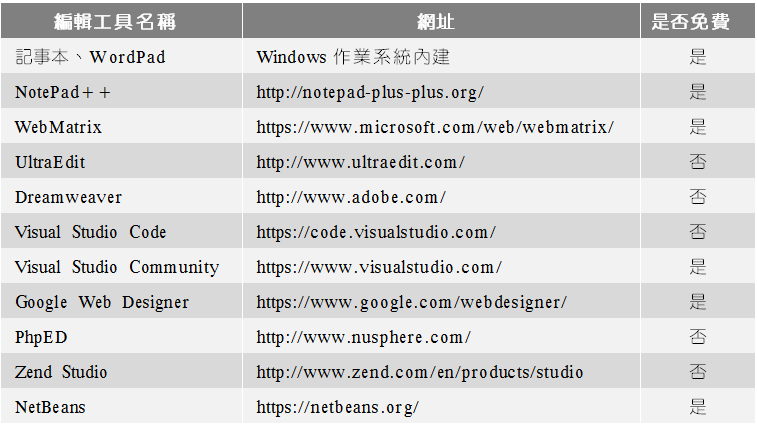 編輯工具名稱 網址 是否免費
記事本、WordPad Windows 作業系統內建 是
NotePad++ http://notepad-plus-plus.org/ 是
WebMatrix https://www.microsoft.com/web/webmatrix/ 是
UltraEdit http://www.ultraedit.com/ 否
Dreamweaver http://www.adobe.com/ 否
Visual Studio Code https://code.visualstudio.com/ 否
Visual Studio Community https://www.visualstudio.com/ 是
Google Web Designer https://www.google.com/webdesigner/ 是
PhpED http://www.nusphere.com/ 否
Zend Studio http://www.zend.com/en/products/studio 否
NetBeans https://netbeans.org/ 是